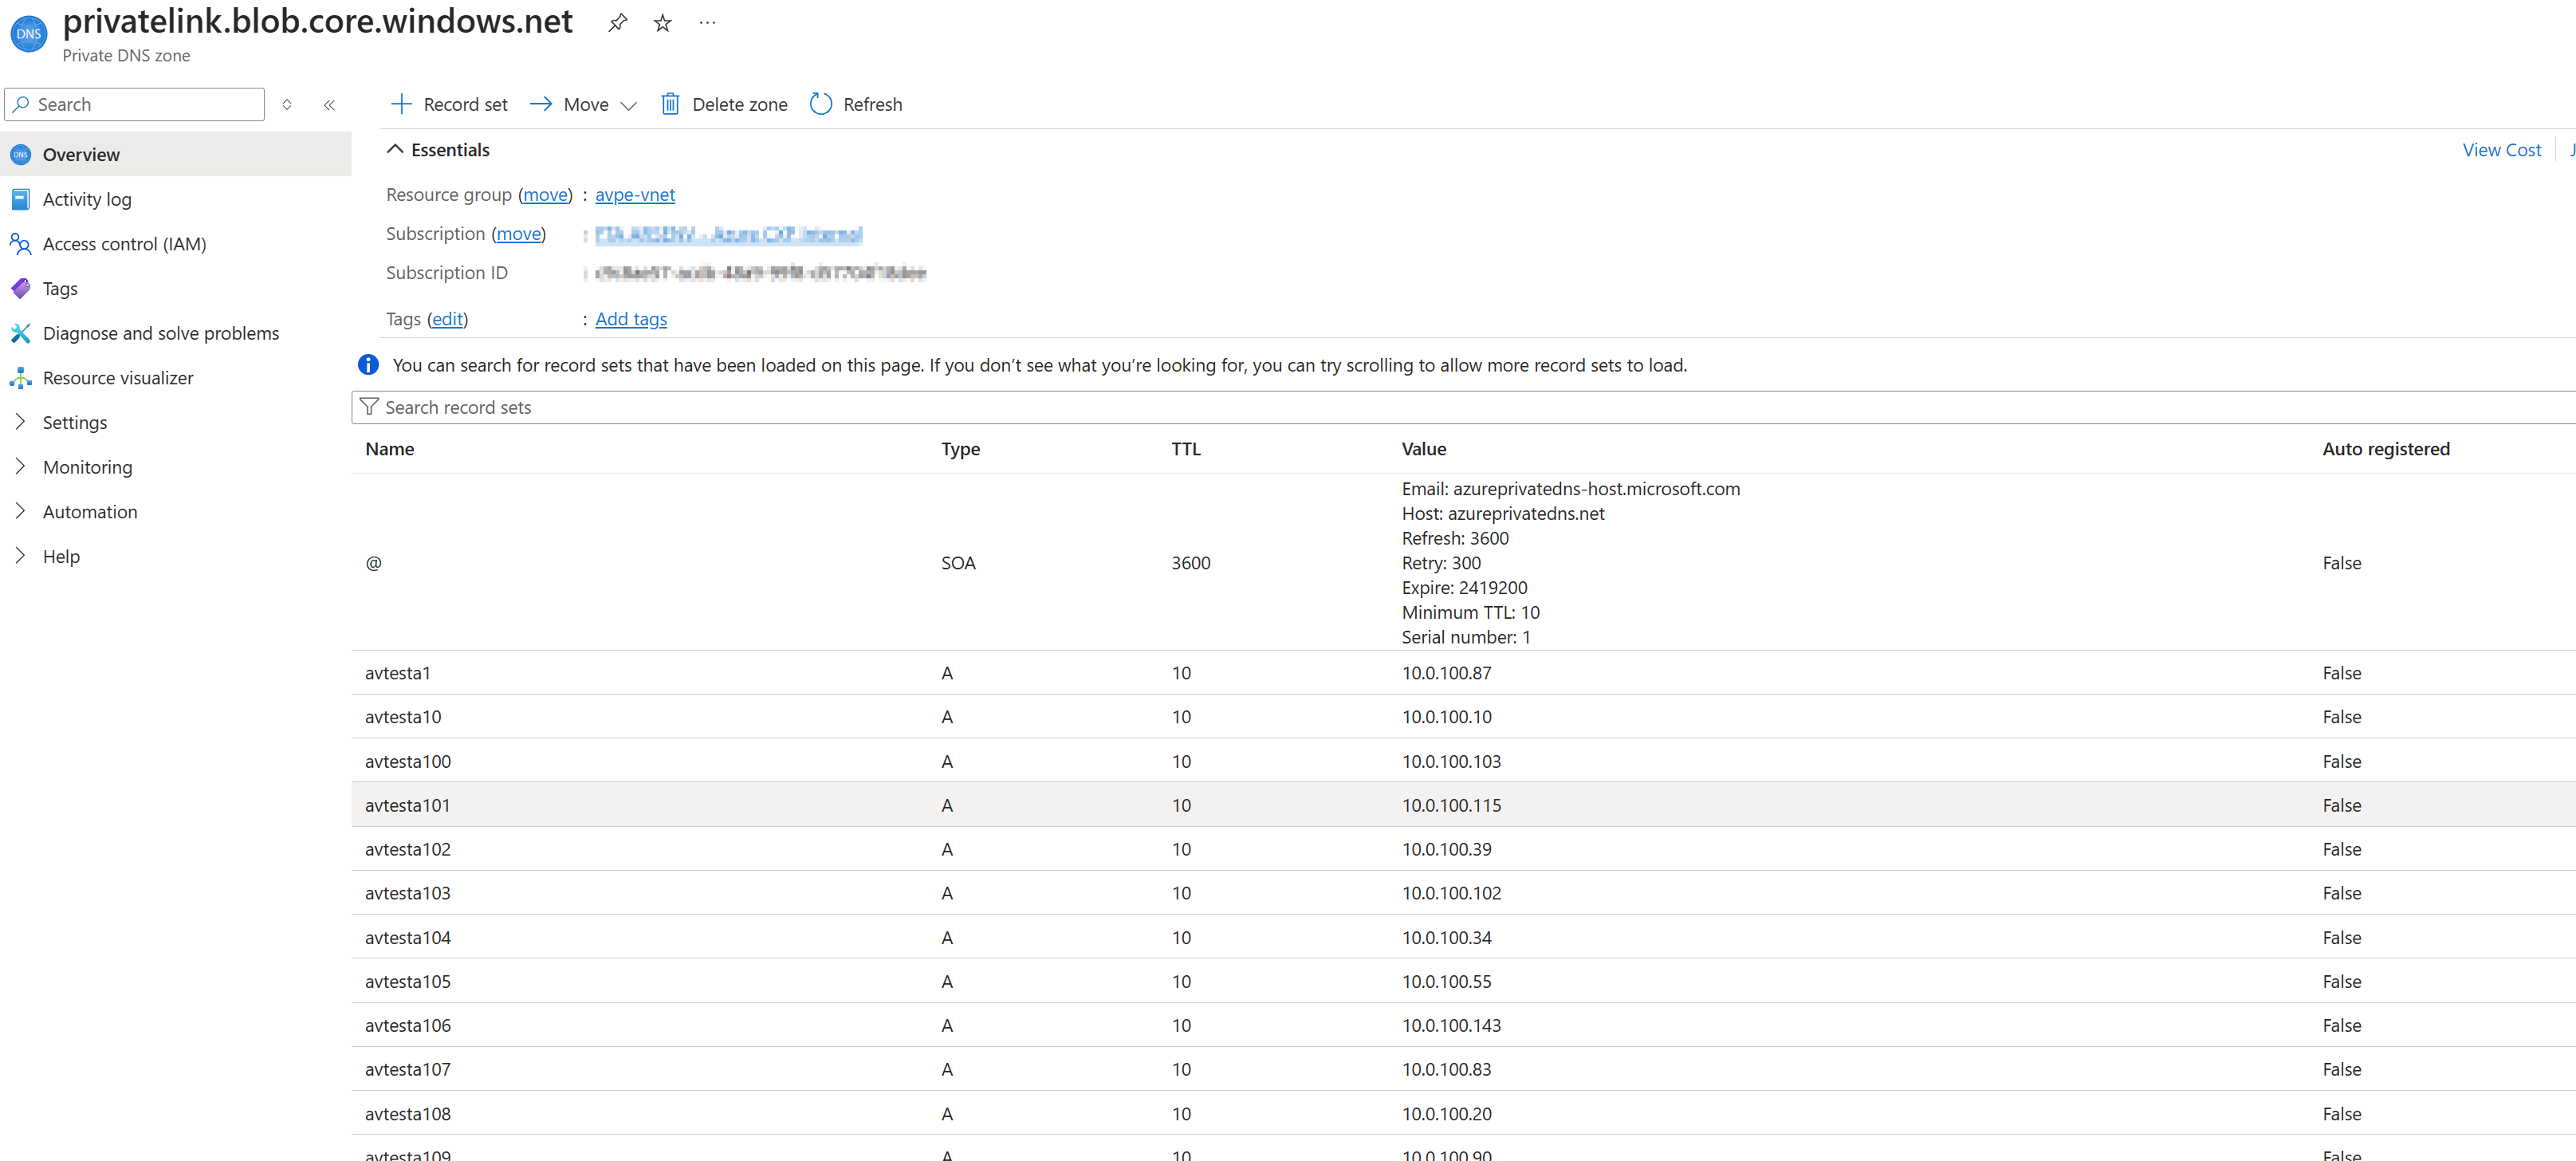 privatelink.blob.core.windows.net
DNS
Private DNS zone
Search
Record set Move Delete zone Refresh
DNS Overview
Activity log
Access control (IAM)
Tags
Diagnose and solve problems
Resource visualizer
Settings
Monitoring
Automation
Help
Essentials
View Cost
Resource group (move) : avpe-vnet
Subscription (move) :
Subscription ID :
Tags (edit) : Add tags
You can search for record sets that have been loaded on this page. If you don’t see what you’re looking for, you can try scrolling to allow more record sets to load.
Search record sets
Name Type TTL Value Auto registered
@ SOA 3600 Email: azureprivatedns-host.microsoft.com False
Host: azureprivatedns.net
Refresh: 3600
Retry: 300
Expire: 2419200
Minimum TTL: 10
Serial number: 1
avtesta1 A 10 10.0.100.87 False
avtesta10 A 10 10.0.100.10 False
avtesta100 A 10 10.0.100.103 False
avtesta101 A 10 10.0.100.115 False
avtesta102 A 10 10.0.100.39 False
avtesta103 A 10 10.0.100.102 False
avtesta104 A 10 10.0.100.34 False
avtesta105 A 10 10.0.100.55 False
avtesta106 A 10 10.0.100.143 False
avtesta107 A 10 10.0.100.83 False
avtesta108 A 10 10.0.100.20 False
avtesta109 A 10 10.0.100.90 False